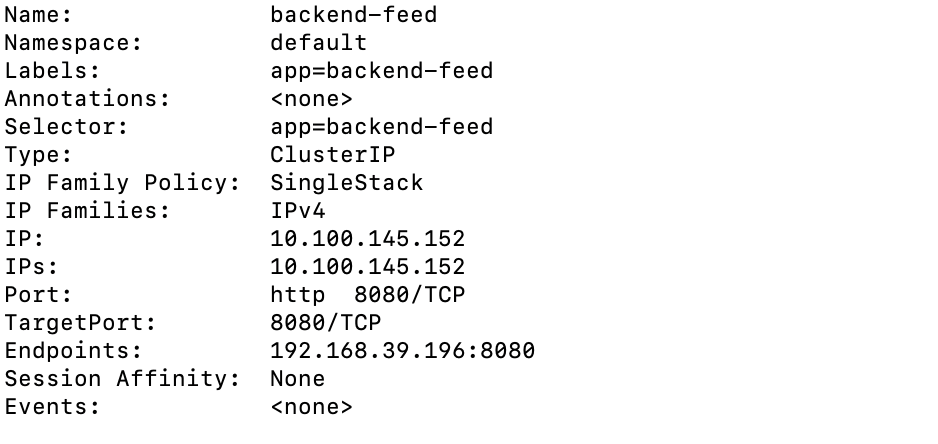 Name:              backend-feed
Namespace:         default
Labels:            app=backend-feed
Annotations:       <none>
Selector:          app=backend-feed
Type:              ClusterIP
IP Family Policy:  SingleStack
IP Families:       IPv4
IP:                10.100.145.152
IPs:               10.100.145.152
Port:              http  8080/TCP
TargetPort:        8080/TCP
Endpoints:         192.168.39.196:8080
Session Affinity:  None
Events:            <none>